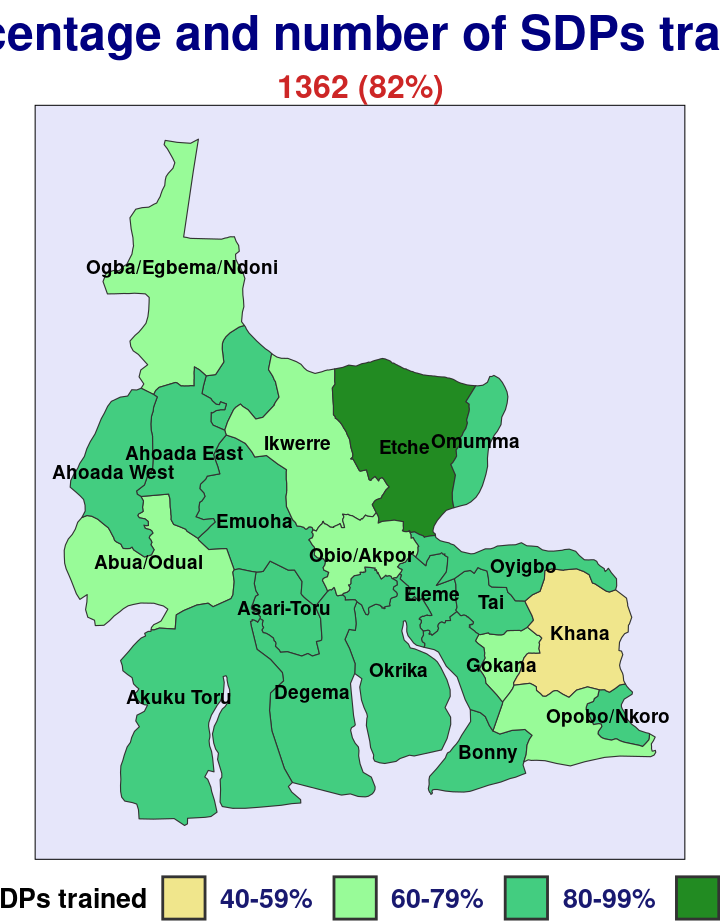 centage and number of SDPs tra
1362 (82%)
Ogba/Egbema/Ndoni
Ikwerre
Etche
Omumma
Ahoada East
Ahoada West
Emuoha
Abua/Odual
Obio/Akpor
Oyigbo
Eleme
Tai
Asari-Toru
Khana
Gokana
Okrika
Degema
Akuku Toru
Opobo/Nkoro
Bonny
DPs trained 40-59% 60-79% 80-99%